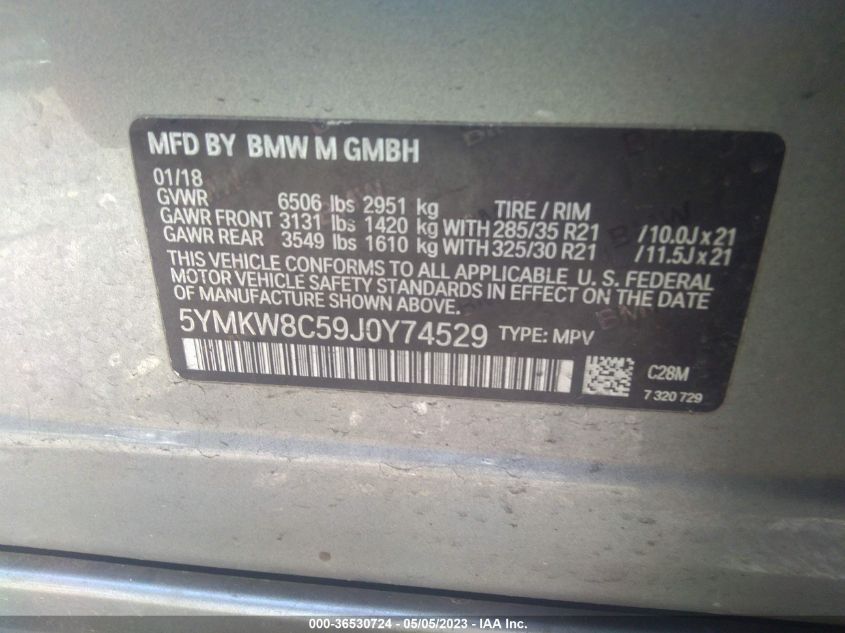 MFD BY BMW M GMBH
01/18
GVWR 6506 lbs 2951 kg TIRE / RIM
GAWR FRONT 3131 lbs 1420 kg WITH 285/35 R21 /10.0J x 21
GAWR REAR 3549 lbs 1610 kg WITH 325/30 R21 /11.5J x 21
THIS VEHICLE CONFORMS TO ALL APPLICABLE U. S. FEDERAL
MOTOR VEHICLE SAFETY STANDARDS IN EFFECT ON THE DATE
OF MANUFACTURE SHOWN ABOVE.
5YMKW8C59J0Y74529 TYPE: MPV
C28M
7 320 729
000-36530724 - 05/05/2023 - IAA Inc.